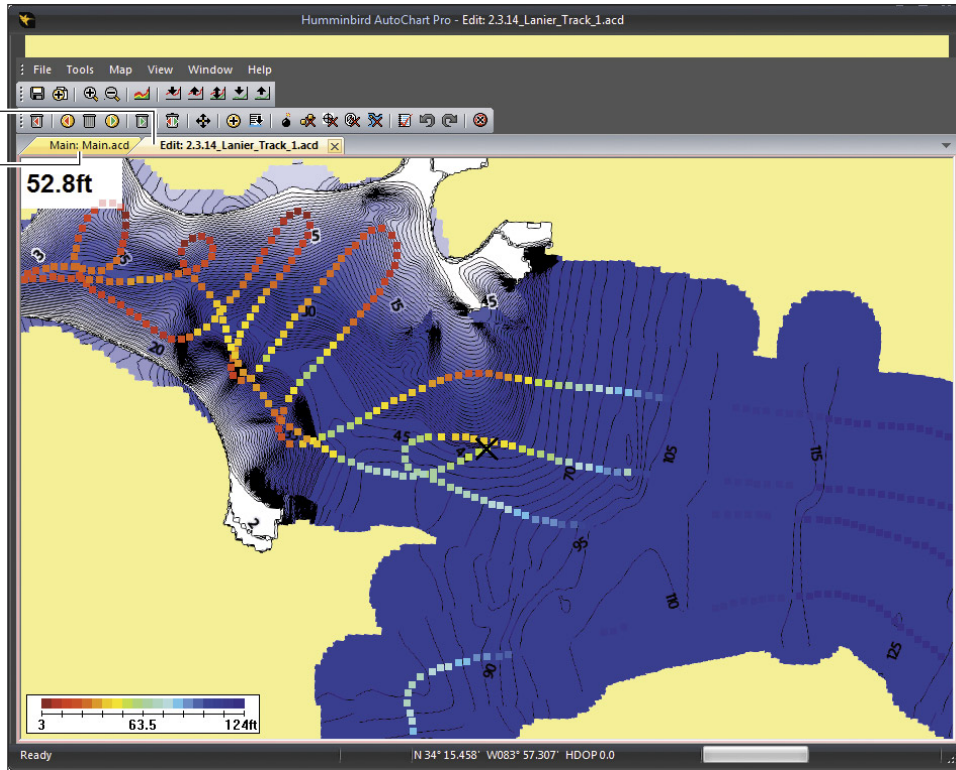 Humminbird AutoChart Pro - Edit: 2.3.14_Lanier_Track_1.acd
File Tools Map View Window Help
Main: Main.acd Edit: 2.3.14_Lanier_Track_1.acd
52.8ft
5
3
45
15
20
45
105
115
70
95
2
110
125
90
3 63.5 124ft
Ready N 34° 15.458' W083° 57.307' HDOP 0.0